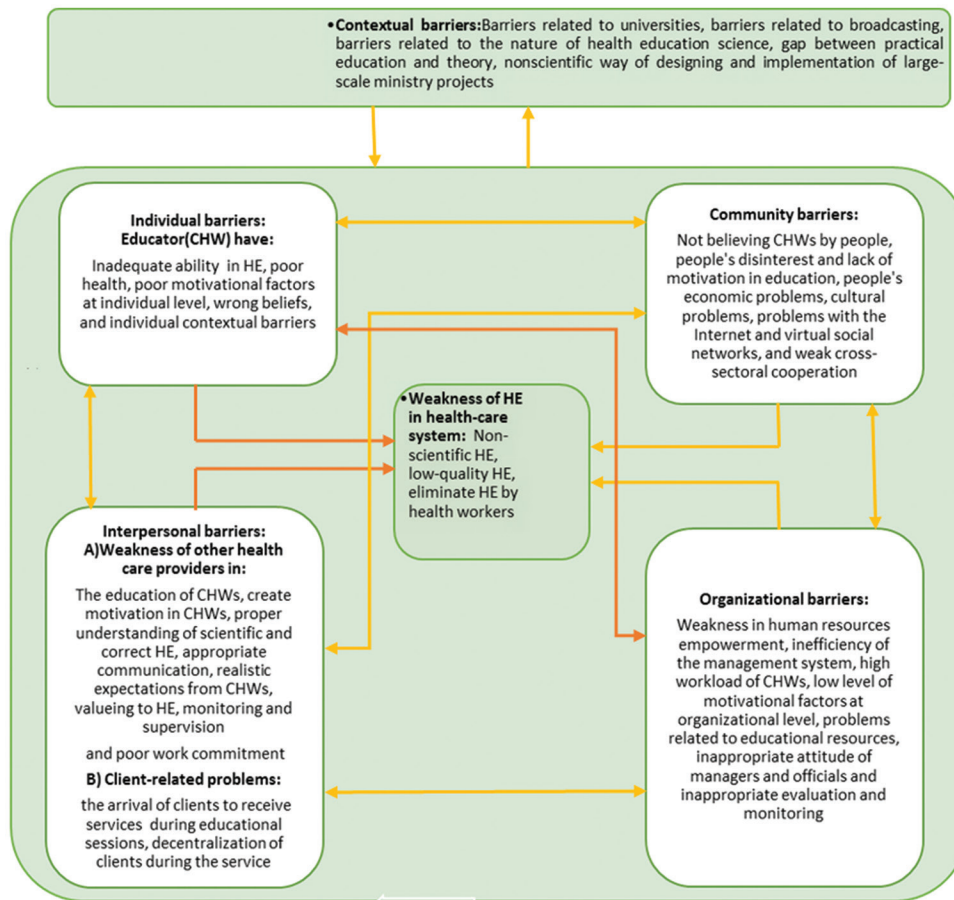 •Contextual barriers:Barriers related to universities, barriers related to broadcasting,
barriers related to the nature of health education science, gap between practical
education and theory, nonscientific way of designing and implementation of large-
scale ministry projects
Individual barriers:
Educator(CHW) have:
Inadequate ability in HE, poor
health, poor motivational factors
at individual level, wrong beliefs,
and individual contextual barriers
Community barriers:
Not believing CHWs by people,
people's disinterest and lack of
motivation in education, people's
economic problems, cultural
problems, problems with the
Internet and virtual social
networks, and weak cross-
sectoral cooperation
•Weakness of HE
in health-care
system: Non-
scientific HE,
low-quality HE,
eliminate HE by
health workers
Interpersonal barriers:
A)Weakness of other health
care providers in:
The education of CHWs, create
motivation in CHWs, proper
understanding of scientific and
correct HE, appropriate
communication, realistic
expectations from CHWs,
valueing to HE, monitoring and
supervision
and poor work commitment
B) Client-related problems:
the arrival of clients to receive
services during educational
sessions, decentralization of
clients during the service
Organizational barriers:
Weakness in human resources
empowerment, inefficiency of
the management system, high
workload of CHWs, low level of
motivational factors at
organizational level, problems
related to educational resources,
inappropriate attitude of
managers and officials and
inappropriate evaluation and
monitoring